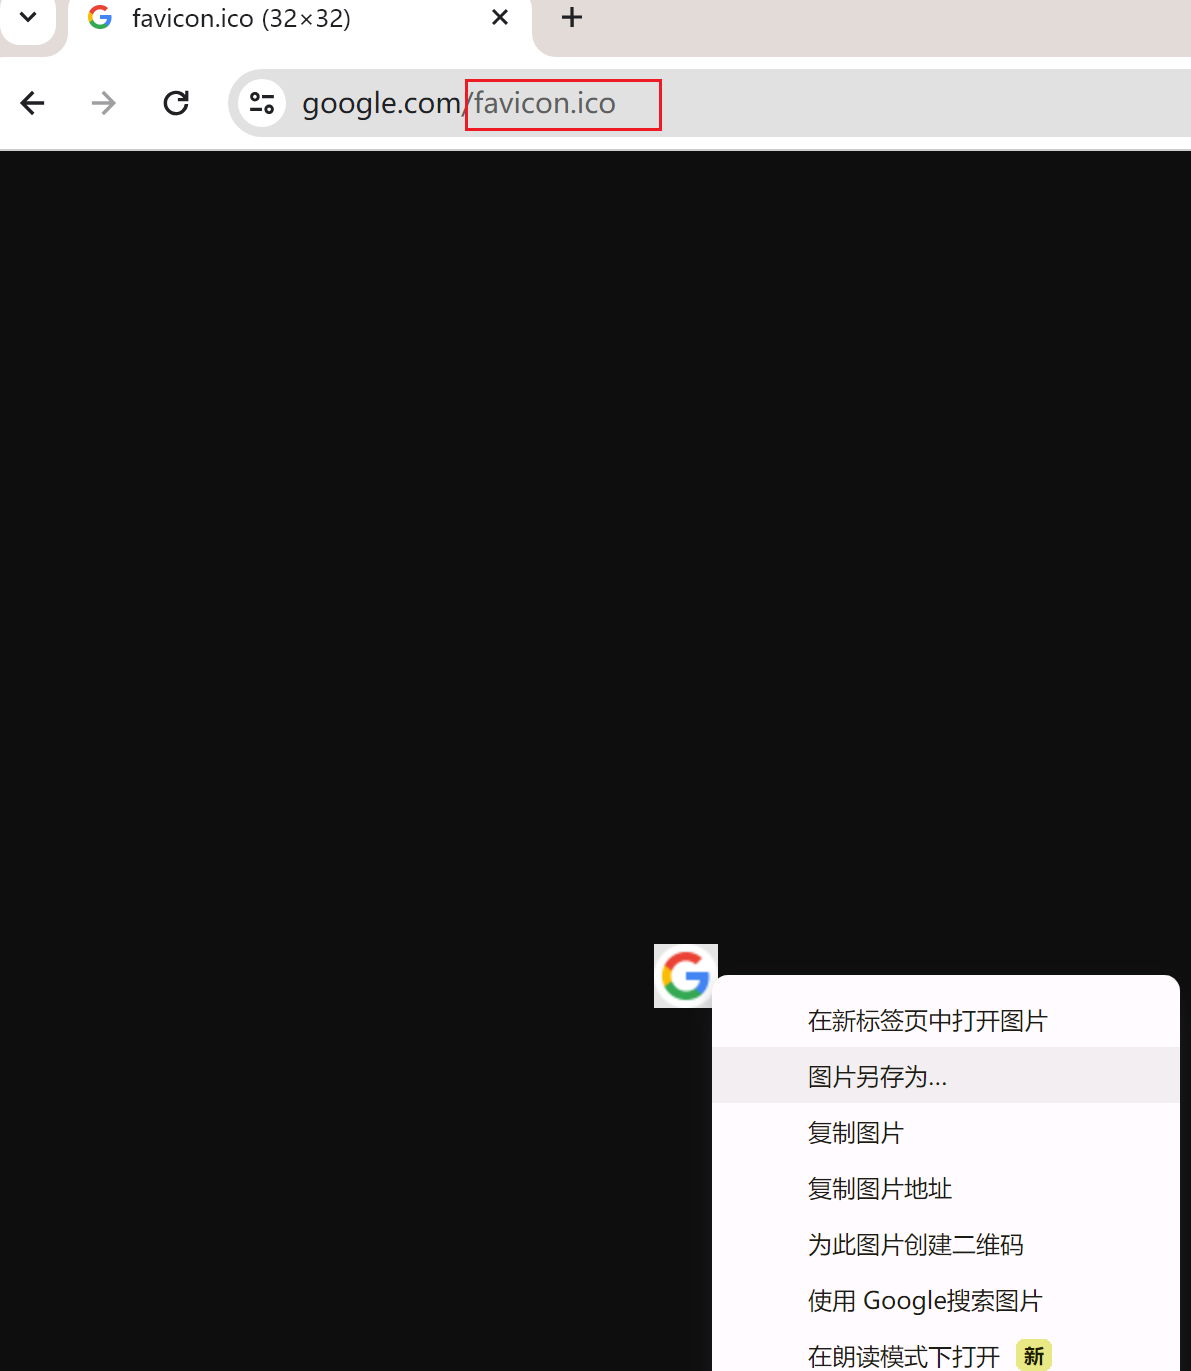 favicon.ico (32×32)
google.com/favicon.ico
在新标签页中打开图片
图片另存为...
复制图片
复制图片地址
为此图片创建二维码
使用 Google搜索图片
在朗读模式下打开 新